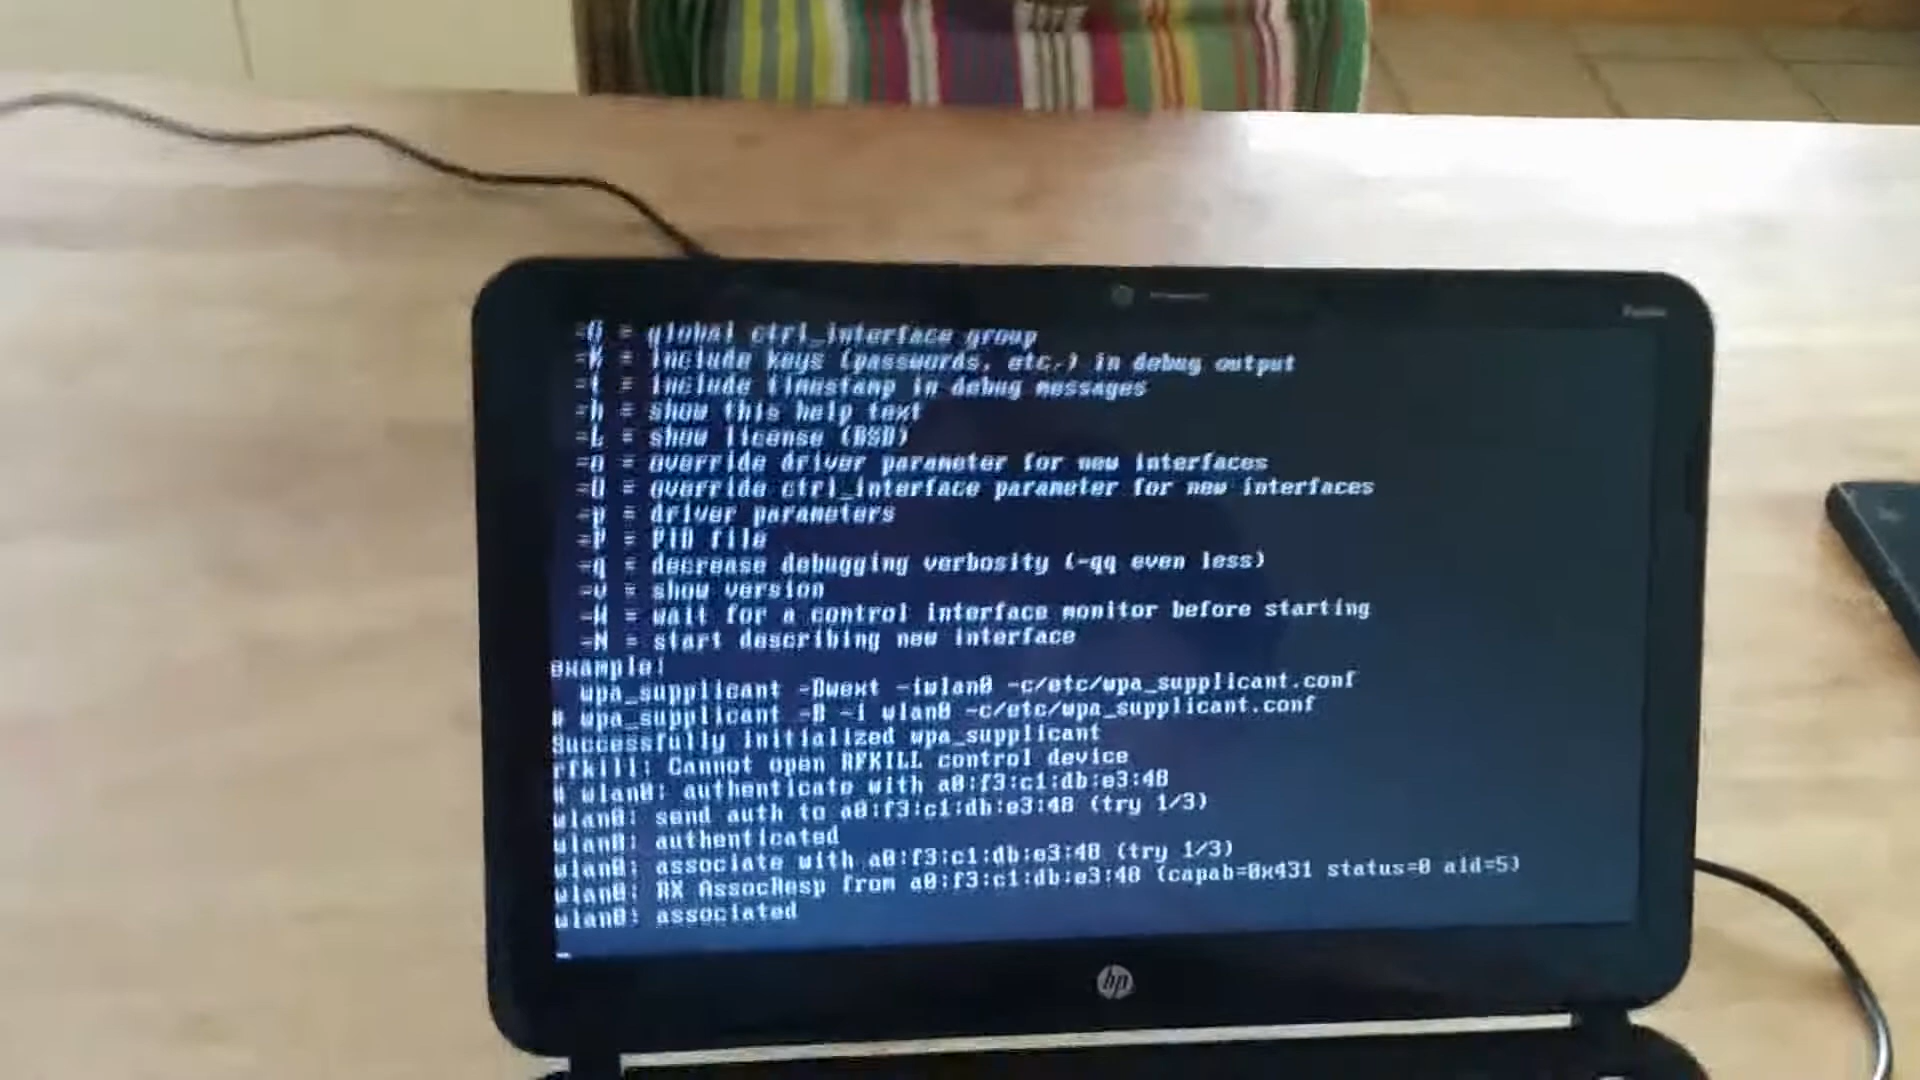 -G = global ctrl_interface group
-K = include keys (passwords, etc.) in debug output
-t = include timestamp in debug messages
-h = show this help text
-L = show license (BSD)
-o = override driver parameter for new interfaces
-O = override ctrl_interface parameter for new interfaces
-p = driver parameters
-P = PID file
-q = decrease debugging verbosity (-qq even less)
-v = show version
-W = wait for a control interface monitor before starting
-N = start describing new interface
example:
wpa_supplicant -Dwext -iwlan0 -c/etc/wpa_supplicant.conf
# wpa_supplicant -B -i wlan0 -c/etc/wpa_supplicant.conf
Successfully initialized wpa_supplicant
rfkill: Cannot open RFKILL control device
# wlan0: authenticate with a0:f3:c1:db:e3:48
wlan0: send auth to a0:f3:c1:db:e3:48 (try 1/3)
wlan0: authenticated
wlan0: associate with a0:f3:c1:db:e3:48 (try 1/3)
wlan0: RX AssocResp from a0:f3:c1:db:e3:48 (capab=0x431 status=0 aid=5)
wlan0: associated
hp